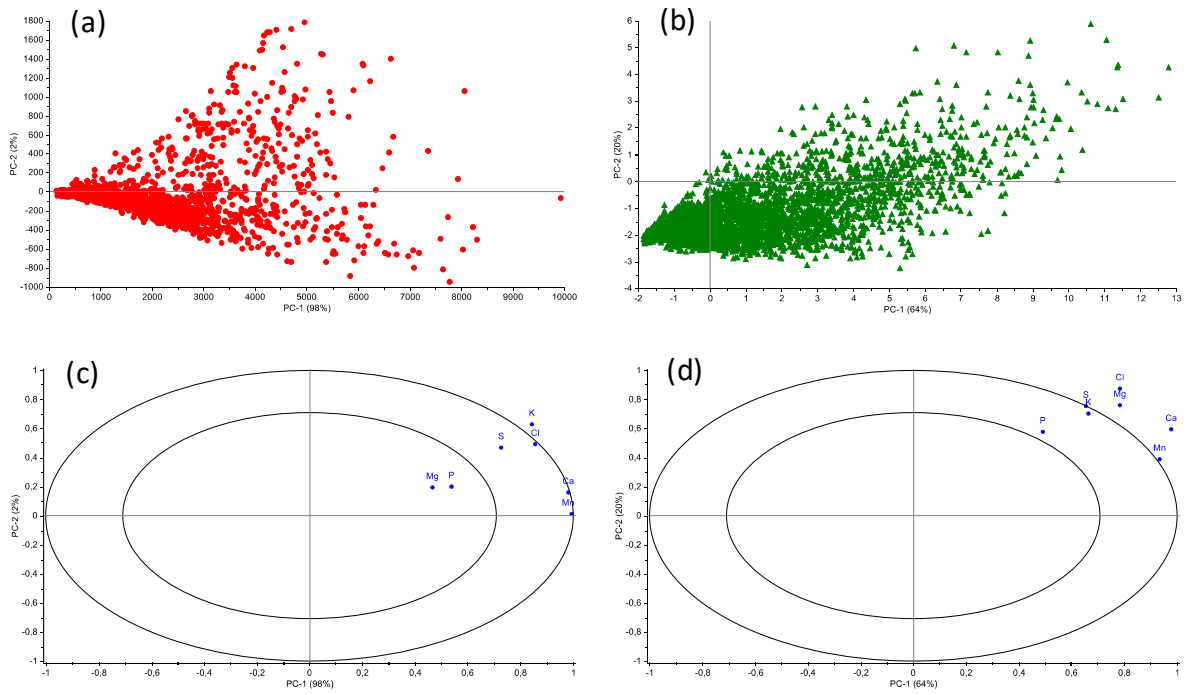 (a)
1800
1600
1400
1200
1000
800
600
400
200
0
-200
-400
-600
-800
-1000
PC-2 (2%)
0 1000 2000 3000 4000 5000 6000 7000 8000 9000 10000
PC-1 (98%)
(b)
6
5
4
3
2
1
0
-1
-2
-3
-4
PC-2 (20%)
-2 -1 0 1 2 3 4 5 6 7 8 9 10 11 12 13
PC-1 (64%)
(c)
1
0,8
0,6
0,4
0,2
0
-0,2
-0,4
-0,6
-0,8
-1
PC-2 (2%)
K
Cl
S
Mg P
Ca
Mn
-1 -0,8 -0,6 -0,4 -0,2 0 0,2 0,4 0,6 0,8 1
PC-1 (98%)
(d)
1
0,8
0,6
0,4
0,2
0
-0,2
-0,4
-0,6
-0,8
-1
PC-2 (20%)
Cl
S Mg
K
P
Ca
Mn
-1 -0,8 -0,6 -0,4 -0,2 0 0,2 0,4 0,6 0,8 1
PC-1 (64%)